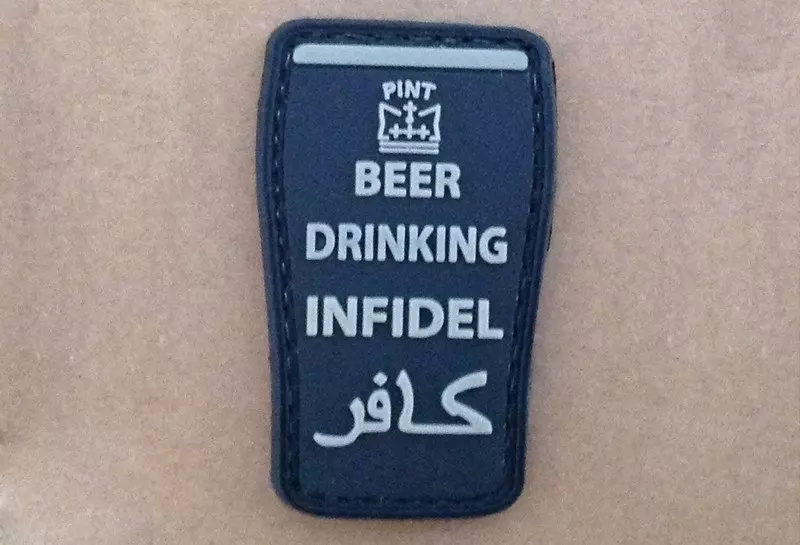 PINT
BEER
DRINKING
INFIDEL
كافر